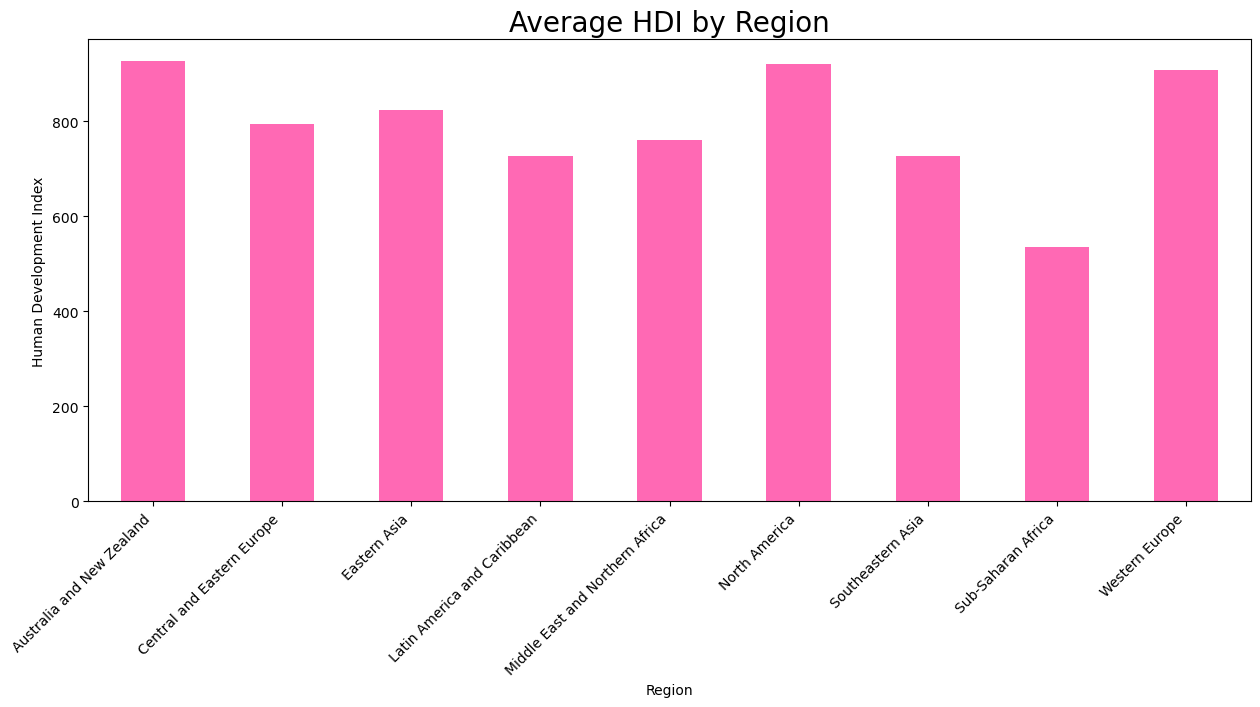 Average HDI by Region
Human Development Index
800
600
400
200
0
Australia and New Zealand
Central and Eastern Europe
Eastern Asia
Latin America and Caribbean
Middle East and Northern Africa
North America
Southeastern Asia
Sub-Saharan Africa
Western Europe
Region